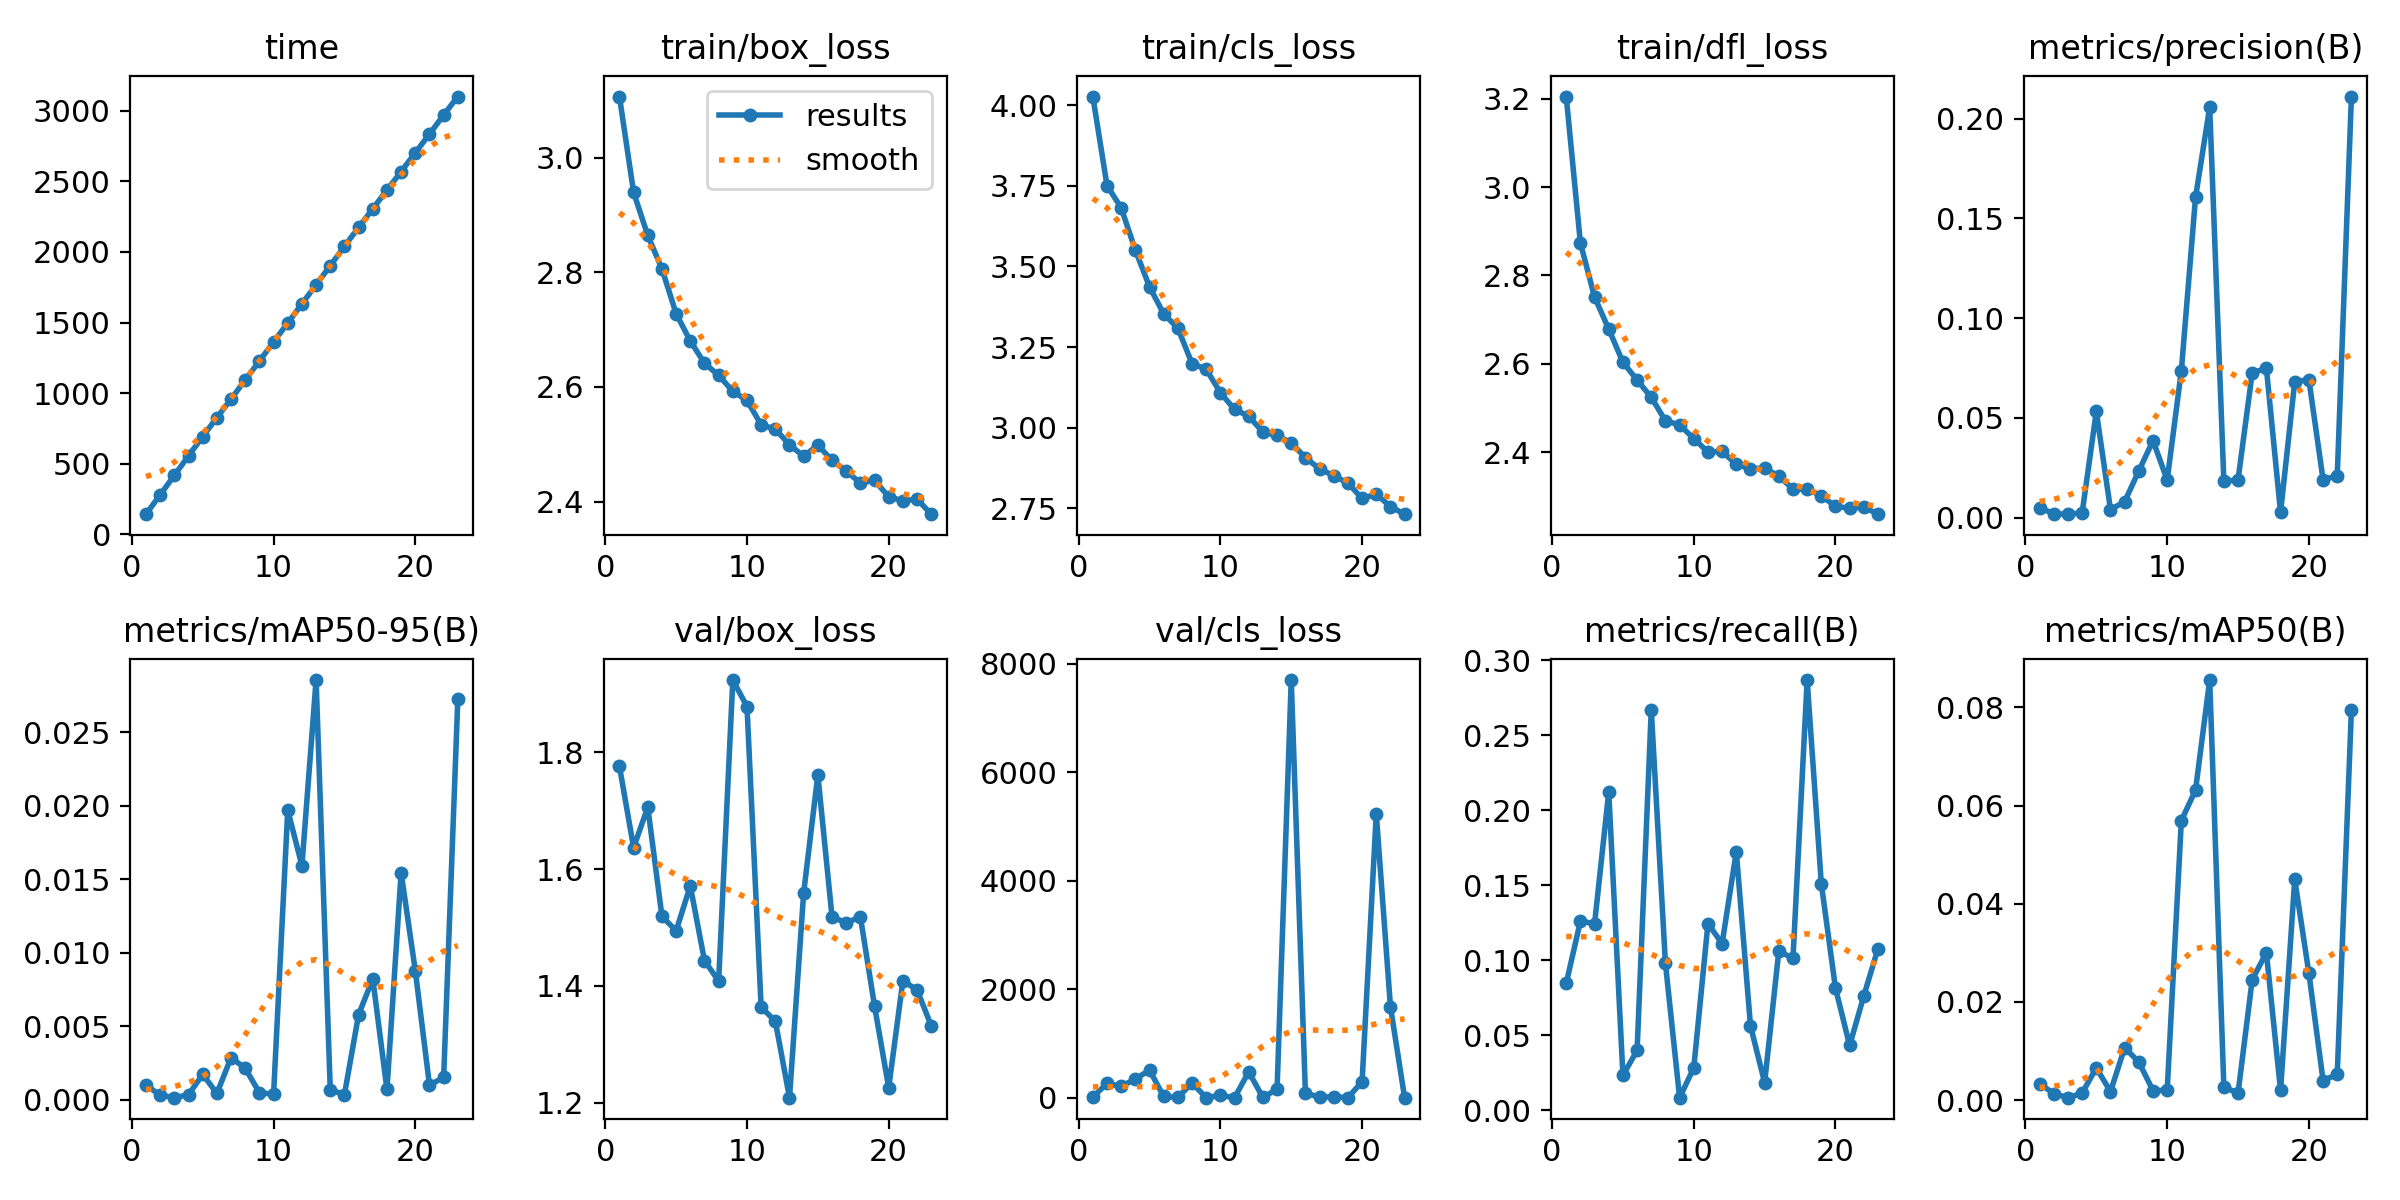 time
3000
2500
2000
1500
1000
500
0
0 10 20
train/box_loss
results
smooth
3.0
2.8
2.6
2.4
0 10 20
train/cls_loss
4.00
3.75
3.50
3.25
3.00
2.75
0 10 20
train/dfl_loss
3.2
3.0
2.8
2.6
2.4
0 10 20
metrics/precision(B)
0.20
0.15
0.10
0.05
0.00
0 10 20
metrics/mAP50-95(B)
0.025
0.020
0.015
0.010
0.005
0.000
0 10 20
val/box_loss
1.8
1.6
1.4
1.2
0 10 20
val/cls_loss
8000
6000
4000
2000
0
0 10 20
metrics/recall(B)
0.30
0.25
0.20
0.15
0.10
0.05
0.00
0 10 20
metrics/mAP50(B)
0.08
0.06
0.04
0.02
0.00
0 10 20